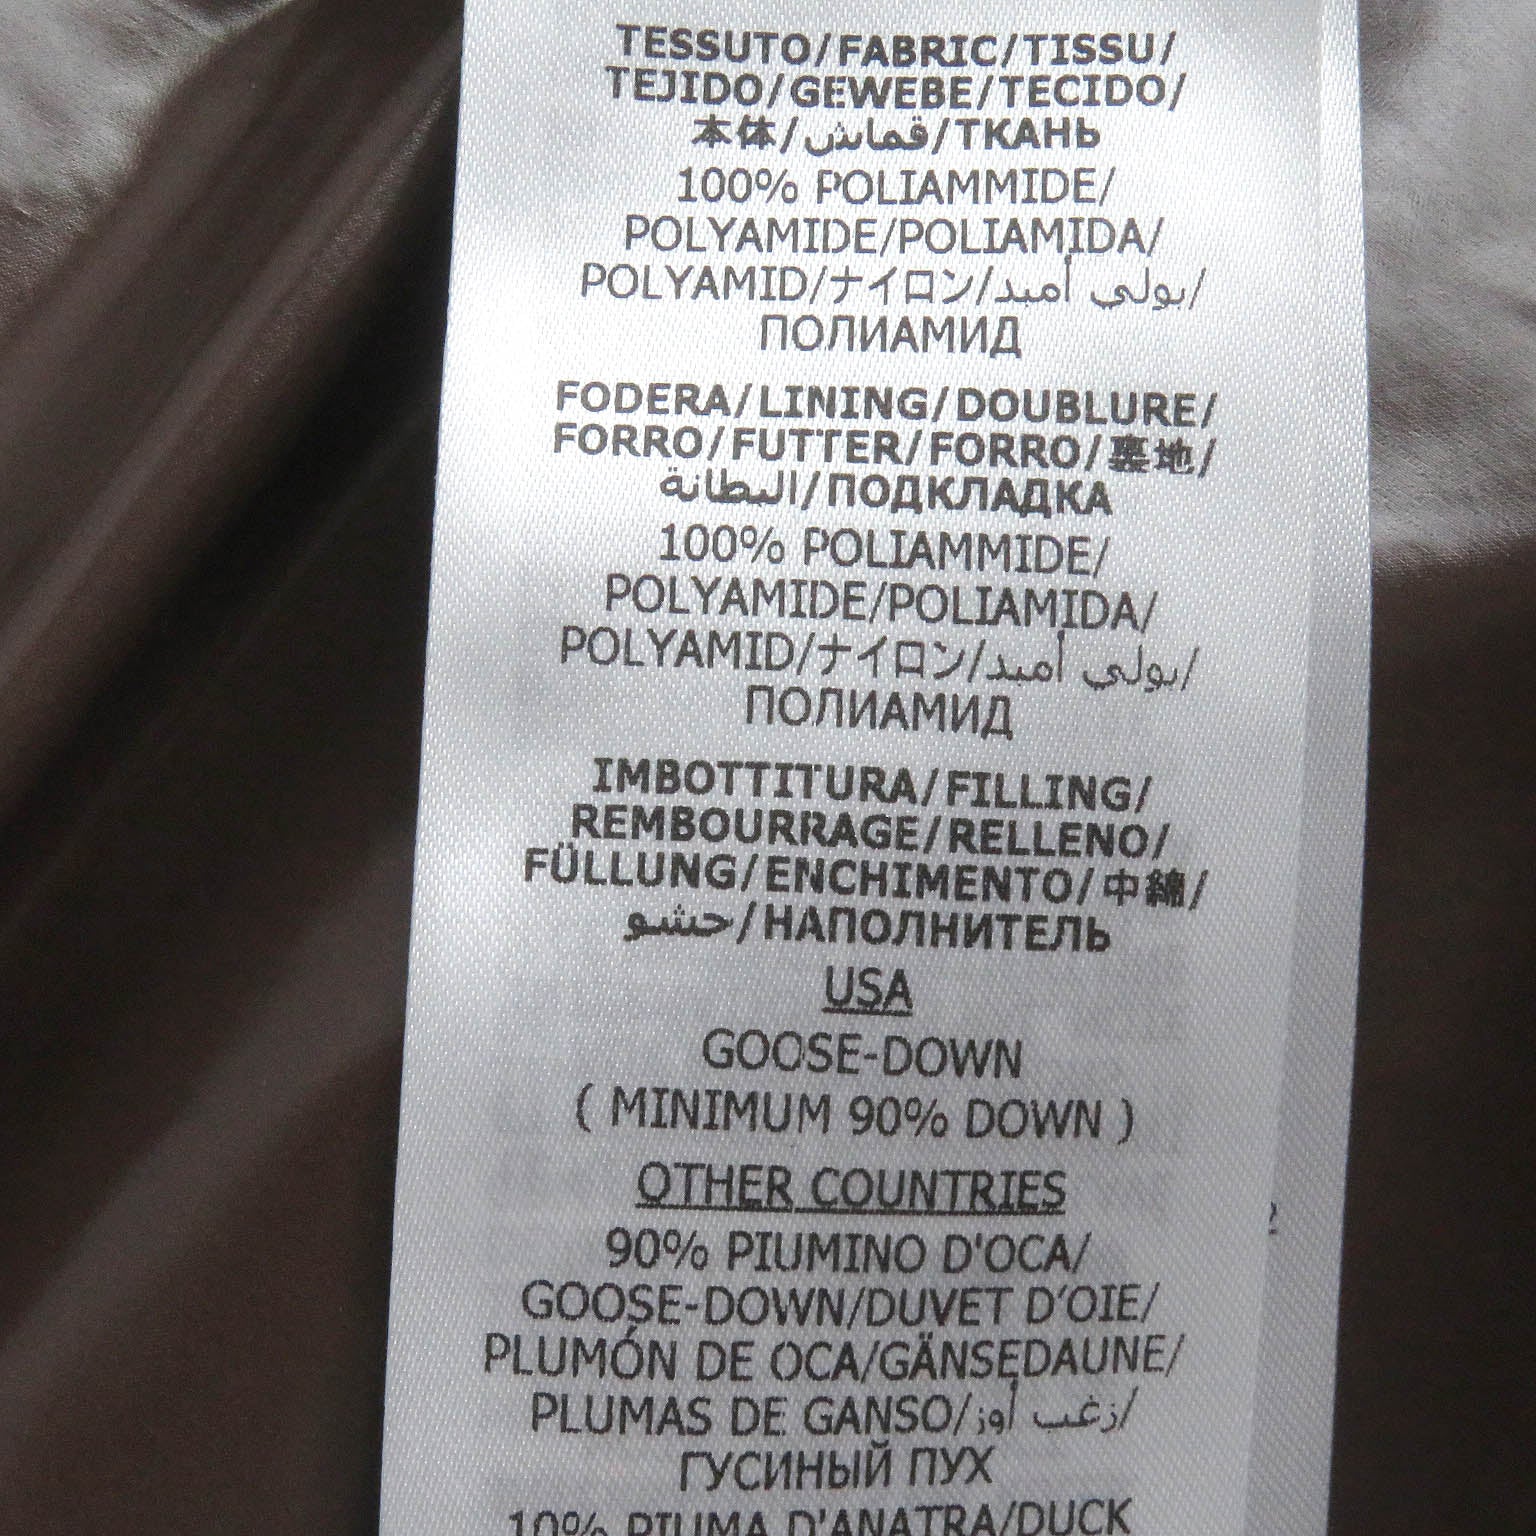 TESSUTO/FABRIC/TISSU/
TEJIDO/GEWEBE/TECIDO/
本体/قماش/ТКАНЬ
100% POLIAMMIDE/
POLYAMIDE/POLIAMIDA/
POLYAMID/ナイロン/بولي أميد/
ПОЛИАМИД
FODERA/LINING/DOUBLURE/
FORRO/FUTTER/FORRO/裏地/
البطانة/ПОДКЛАДКА
100% POLIAMMIDE/
POLYAMIDE/POLIAMIDA/
POLYAMID/ナイロン/بولي أميد/
ПОЛИАМИД
IMBOTTITURA/FILLING/
REMBOURRAGE/RELLENO/
FÜLLUNG/ENCHIMENTO/中綿/
حشو/НАПОЛНИТЕЛЬ
USA
GOOSE-DOWN
( MINIMUM 90% DOWN )
OTHER COUNTRIES
90% PIUMINO D'OCA/
GOOSE-DOWN/DUVET D'OIE/
PLUMÓN DE OCA/GÄNSEDAUNE/
PLUMAS DE GANSO/زغب أوز/
ГУСИНЫЙ ПУХ
10% PIUMA D'ANATRA/DUCK